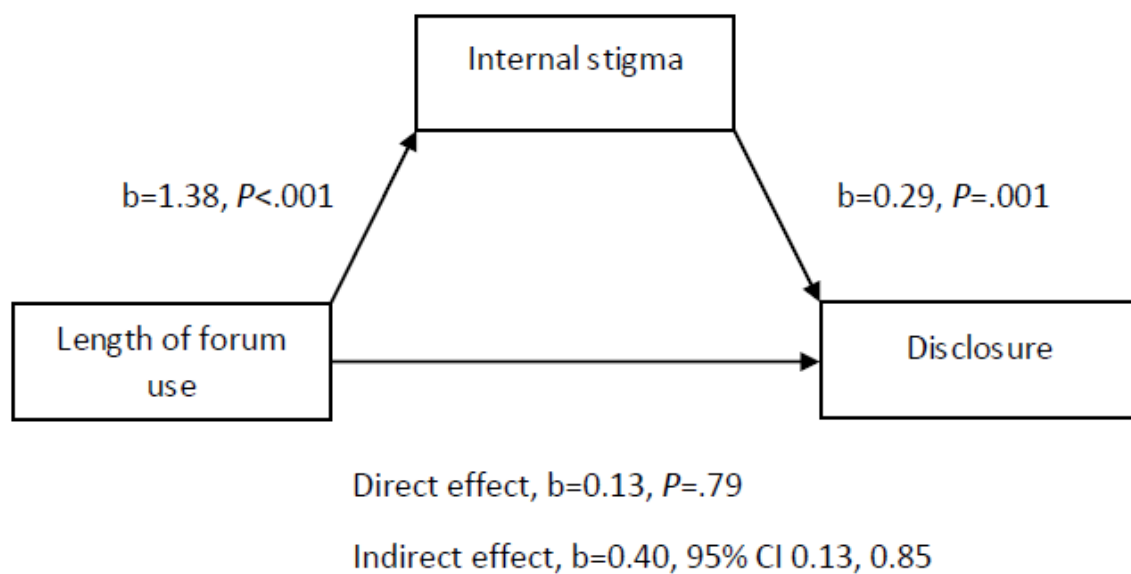 Internal stigma
b=1.38, P<.001
b=0.29, P=.001
Length of forum
use
Disclosure
Direct effect, b=0.13, P=.79
Indirect effect, b=0.40, 95% CI 0.13, 0.85